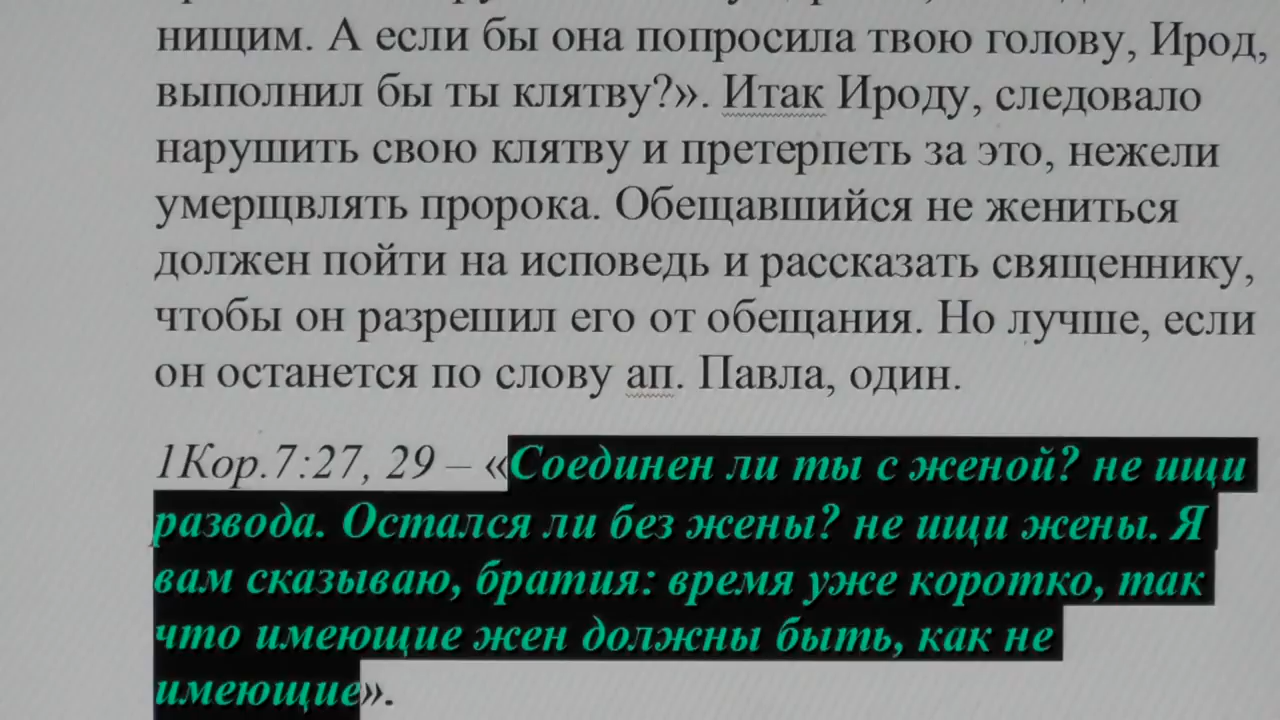 нищим. А если бы она попросила твою голову, Ирод,
выполнил бы ты клятву?». Итак Ироду, следовало
нарушить свою клятву и претерпеть за это, нежели
умерщвлять пророка. Обещавшийся не жениться
должен пойти на исповедь и рассказать священнику,
чтобы он разрешил его от обещания. Но лучше, если
он останется по слову ап. Павла, один.
1Кор.7:27, 29 – «Соединен ли ты с женой? не ищи
развода. Остался ли без жены? не ищи жены. Я
вам сказываю, братия: время уже коротко, так
что имеющие жен должны быть, как не
имеющие».